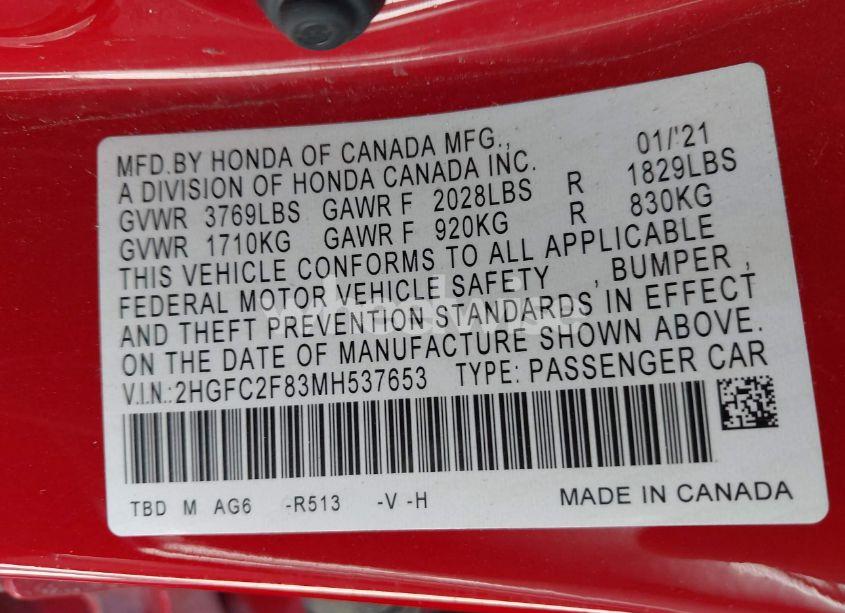 MFD.BY HONDA OF CANADA MFG., 01/'21
A DIVISION OF HONDA CANADA INC.
GVWR 3769LBS GAWR F 2028LBS R 1829LBS
GVWR 1710KG GAWR F 920KG R 830KG
THIS VEHICLE CONFORMS TO ALL APPLICABLE
FEDERAL MOTOR VEHICLE SAFETY , BUMPER ,
AND THEFT PREVENTION STANDARDS IN EFFECT
ON THE DATE OF MANUFACTURE SHOWN ABOVE.
V.I.N.:2HGFC2F83MH537653 TYPE: PASSENGER CAR
TBD M AG6 -R513 -V -H MADE IN CANADA